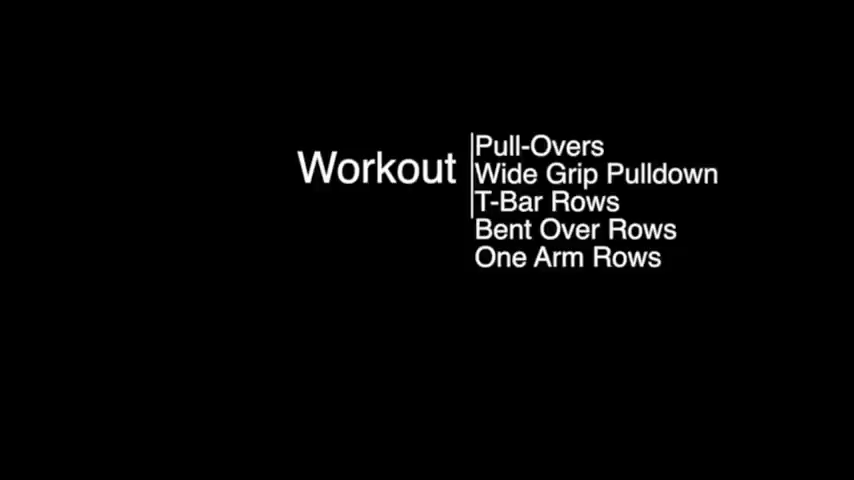 Workout
Pull-Overs
Wide Grip Pulldown
T-Bar Rows
Bent Over Rows
One Arm Rows